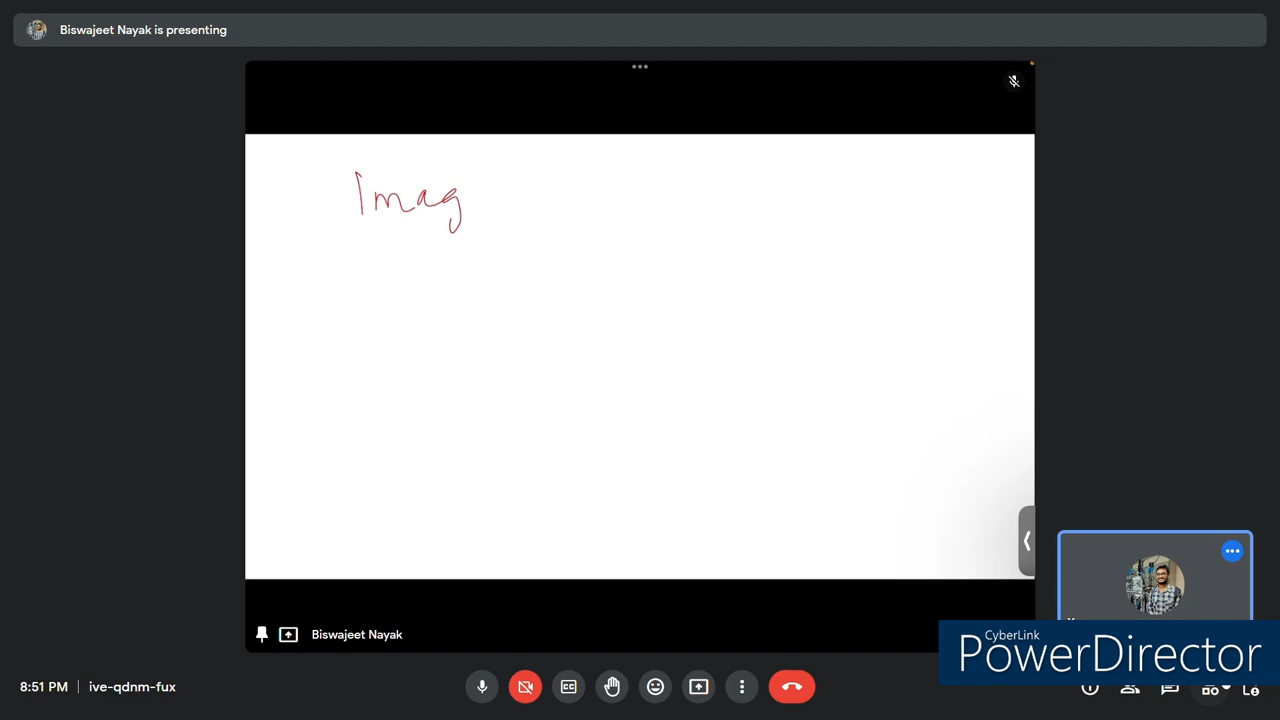 Biswajeet Nayak is presenting
Imag
Biswajeet Nayak
CyberLink
PowerDirector
8:51 PM | ive-qdnm-fux